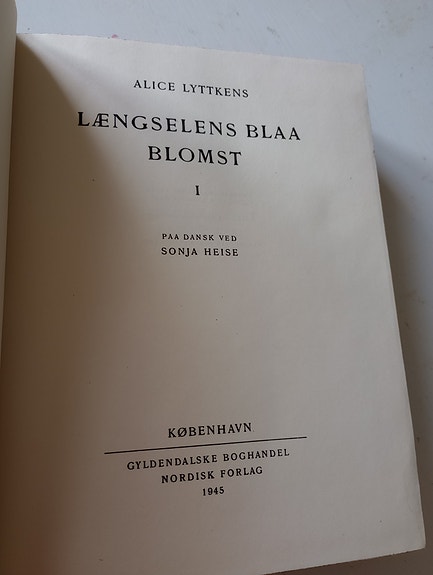 ALICE LYTTKENS
LÆNGSELENS BLAA
BLOMST
I
PAA DANSK VED
SONJA HEISE
KØBENHAVN
GYLDENDALSKE BOGHANDEL
NORDISK FORLAG
1945